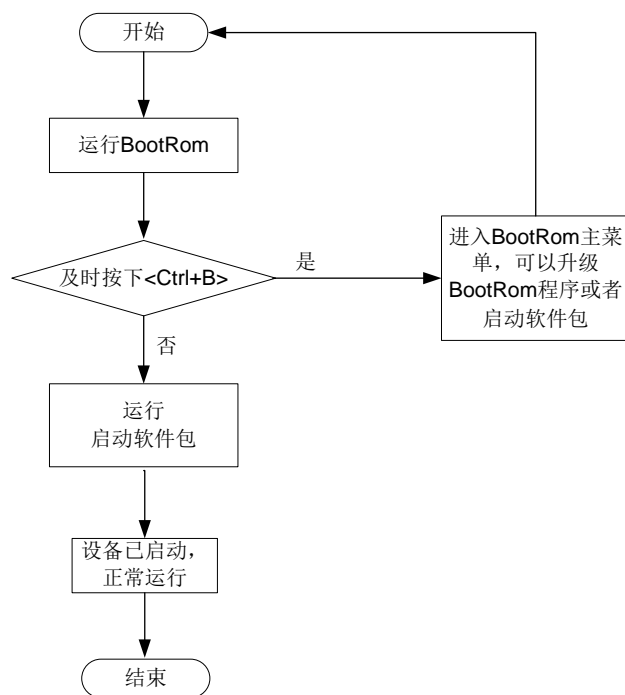 开始
运行BootRom
及时按下<Ctrl+B>
是
进入BootRom主菜
单，可以升级
BootRom程序或者
启动软件包
否
运行
启动软件包
设备已启动，
正常运行
结束